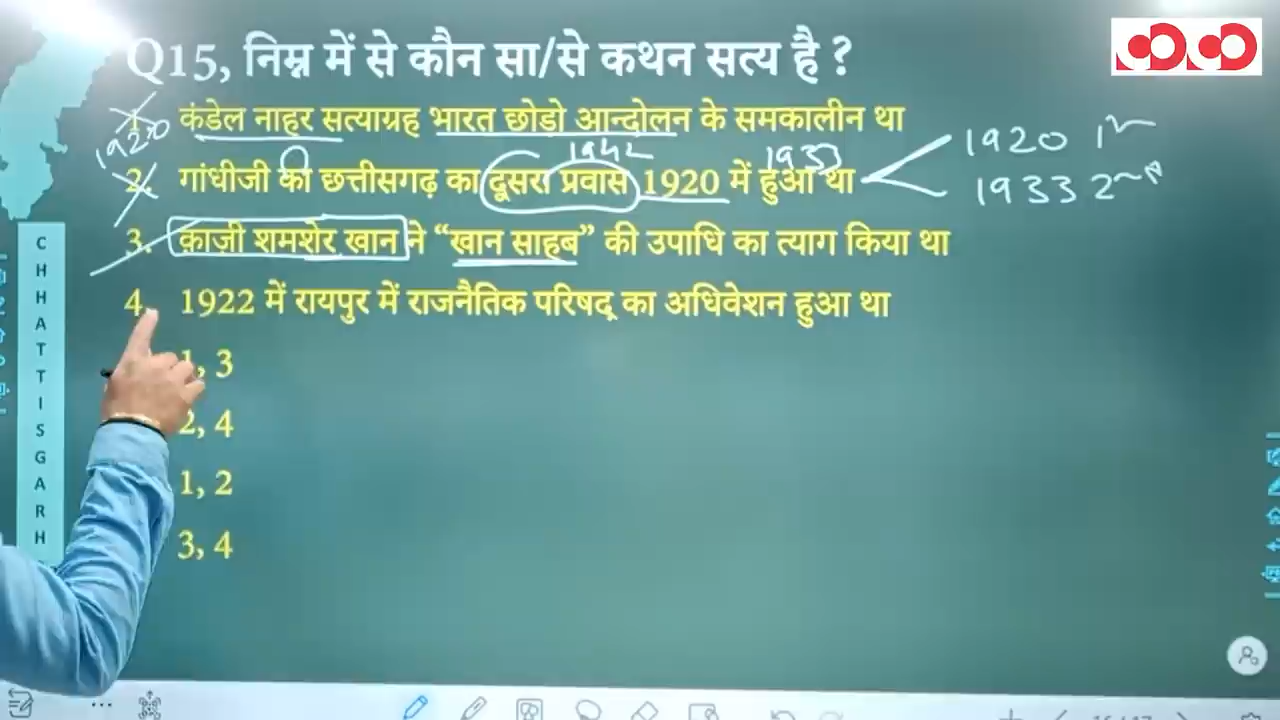 Q15, निम्न में से कौन सा/से कथन सत्य है ?
1. कंडेल नाहर सत्याग्रह भारत छोडो आन्दोलन के समकालीन था
1920
1942
1933
1920 1
1933 2
2. गांधीजी का छत्तीसगढ़ का दूसरा प्रवास 1920 में हुआ था
3. काज़ी शमशेर खान ने “खान साहब” की उपाधि का त्याग किया था
4. 1922 में रायपुर में राजनैतिक परिषद् का अधिवेशन हुआ था
1, 3
2, 4
1, 2
3, 4
CHHATTISGARH